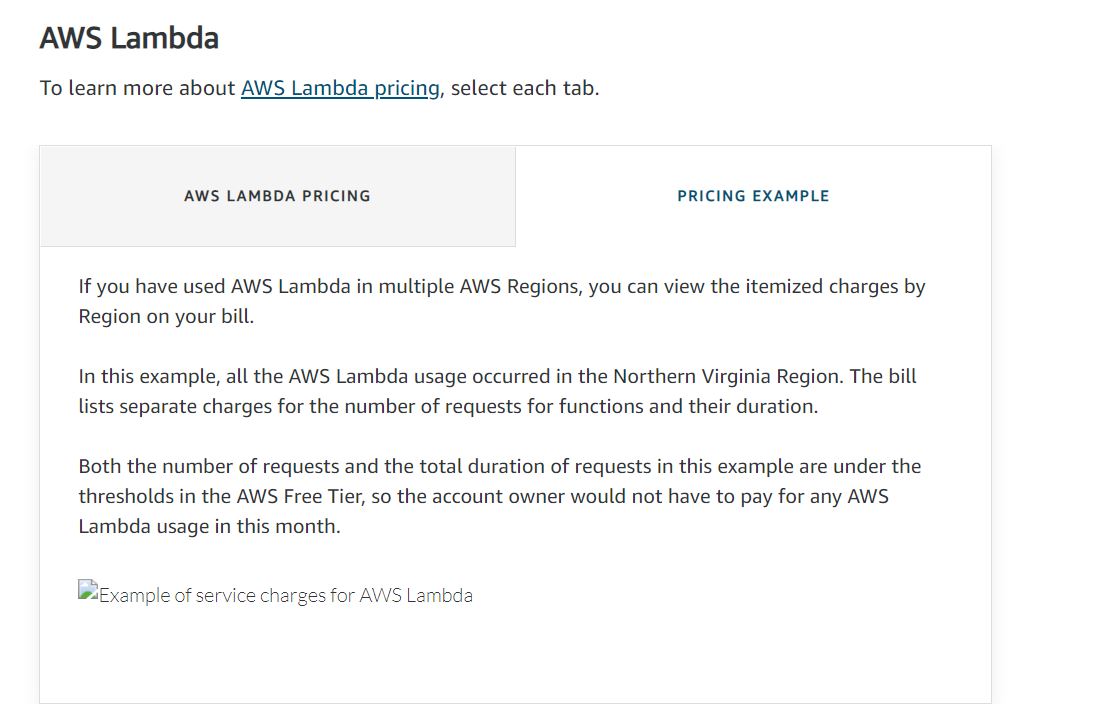 AWS Lambda
To learn more about AWS Lambda pricing, select each tab.
AWS LAMBDA PRICING
PRICING EXAMPLE
If you have used AWS Lambda in multiple AWS Regions, you can view the itemized charges by
Region on your bill.
In this example, all the AWS Lambda usage occurred in the Northern Virginia Region. The bill
lists separate charges for the number of requests for functions and their duration.
Both the number of requests and the total duration of requests in this example are under the
thresholds in the AWS Free Tier, so the account owner would not have to pay for any AWS
Lambda usage in this month.
Example of service charges for AWS Lambda